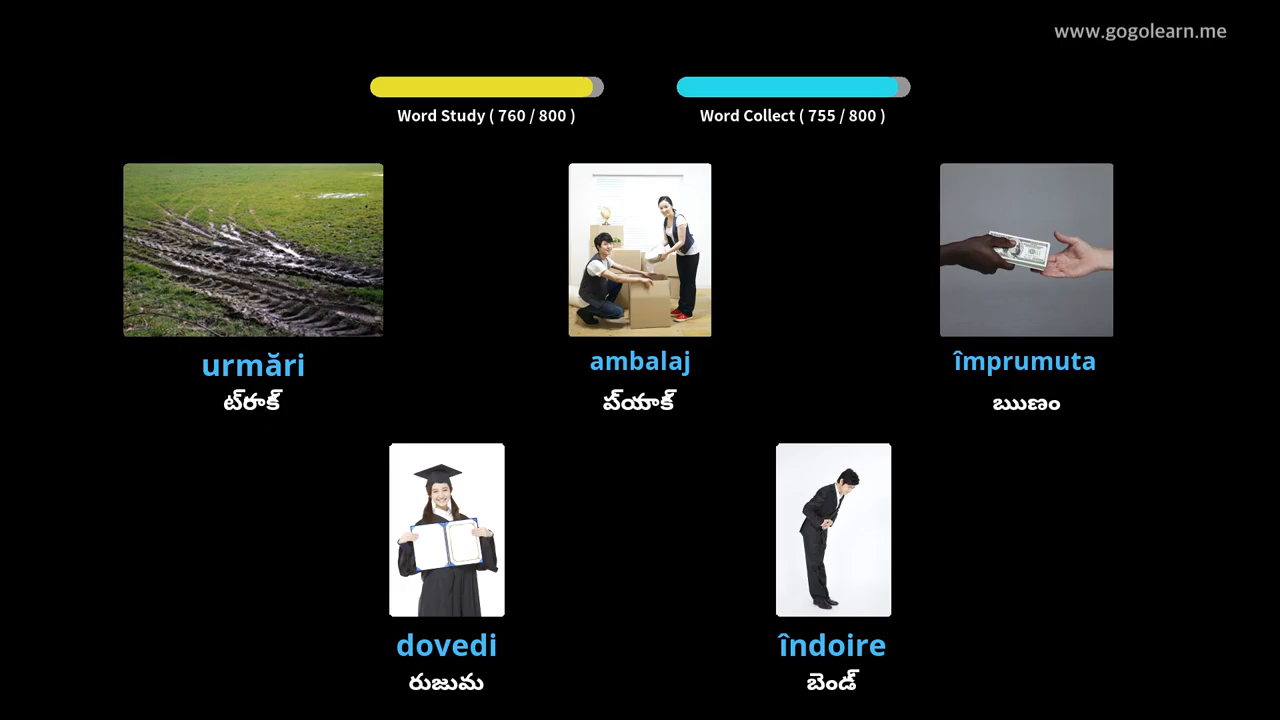 www.gogolearn.me
Word Study ( 760 / 800 )
Word Collect ( 755 / 800 )
urmări
ట్‌రాక్
ambalaj
ప్‌యాక్
împrumuta
ఋణం
dovedi
రుజుమ
îndoire
బెండ్